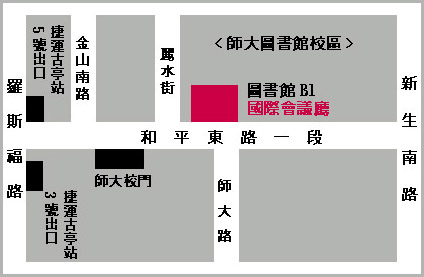 捷運古亭站
5號出口
金山南路
麗水街
<師大圖書館校區>
圖書館 B1
國際會議廳
羅斯福路
新生南路
和平東路一段
師大校門
捷運古亭站
3號出口
師大路